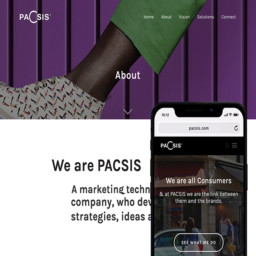 PACSIS
Home About Vision Solutions Connect
About
We are PACSIS
A marketing techn
company, who dev
strategies, ideas a
pacsis.com
PACSIS
We are all Consumers
& at PACSIS we are the link between
them and the brands.
SEE WHAT WE DO